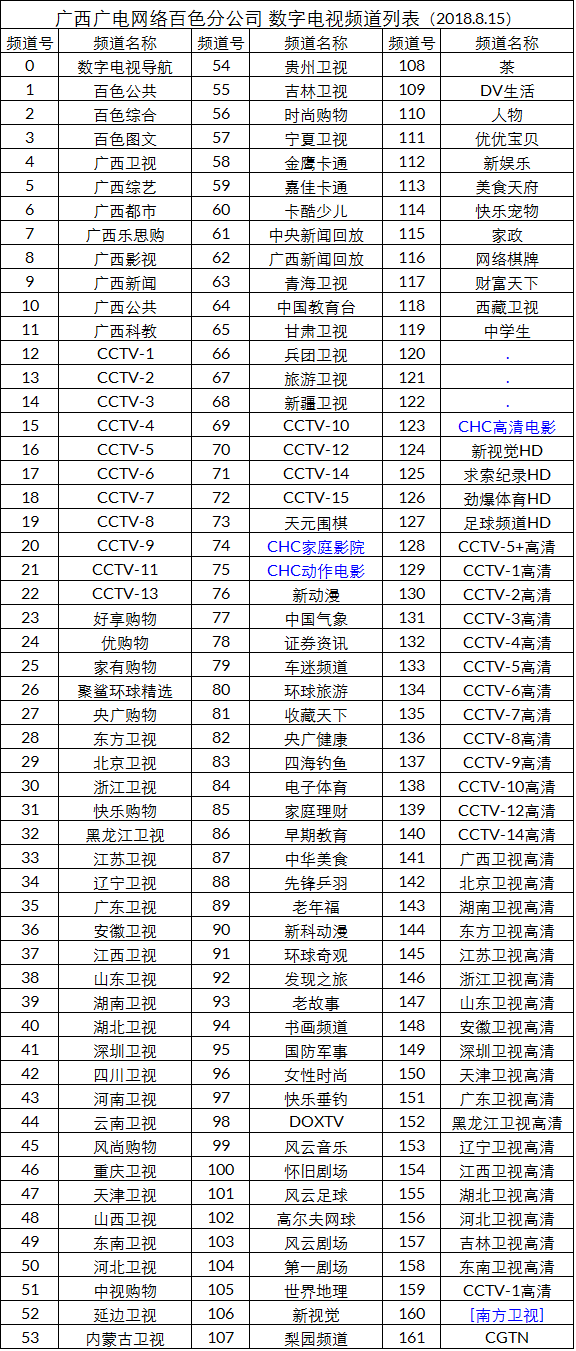 广西广电网络百色分公司 数字电视频道列表（2018.8.15）
频道号 频道名称 频道号 频道名称 频道号 频道名称
0 数字电视导航 54 贵州卫视 108 茶
1 百色公共 55 吉林卫视 109 DV生活
2 百色综合 56 时尚购物 110 人物
3 百色图文 57 宁夏卫视 111 优优宝贝
4 广西卫视 58 金鹰卡通 112 新娱乐
5 广西综艺 59 嘉佳卡通 113 美食天府
6 广西都市 60 卡酷少儿 114 快乐宠物
7 广西乐思购 61 中央新闻回放 115 家政
8 广西影视 62 广西新闻回放 116 网络棋牌
9 广西新闻 63 青海卫视 117 财富天下
10 广西公共 64 中国教育台 118 西藏卫视
11 广西科教 65 甘肃卫视 119 中学生
12 CCTV-1 66 兵团卫视 120 .
13 CCTV-2 67 旅游卫视 121 .
14 CCTV-3 68 新疆卫视 122 .
15 CCTV-4 69 CCTV-10 123 CHC高清电影
16 CCTV-5 70 CCTV-12 124 新视觉HD
17 CCTV-6 71 CCTV-14 125 求索纪录HD
18 CCTV-7 72 CCTV-15 126 劲爆体育HD
19 CCTV-8 73 天元围棋 127 足球频道HD
20 CCTV-9 74 CHC家庭影院 128 CCTV-5+高清
21 CCTV-11 75 CHC动作电影 129 CCTV-1高清
22 CCTV-13 76 新动漫 130 CCTV-2高清
23 好享购物 77 中国气象 131 CCTV-3高清
24 优购物 78 证券资讯 132 CCTV-4高清
25 家有购物 79 车迷频道 133 CCTV-5高清
26 聚鲨环球精选 80 环球旅游 134 CCTV-6高清
27 央广购物 81 收藏天下 135 CCTV-7高清
28 东方卫视 82 央广健康 136 CCTV-8高清
29 北京卫视 83 四海钓鱼 137 CCTV-9高清
30 浙江卫视 84 电子体育 138 CCTV-10高清
31 快乐购物 85 家庭理财 139 CCTV-12高清
32 黑龙江卫视 86 早期教育 140 CCTV-14高清
33 江苏卫视 87 中华美食 141 广西卫视高清
34 辽宁卫视 88 先锋乒羽 142 北京卫视高清
35 广东卫视 89 老年福 143 湖南卫视高清
36 安徽卫视 90 新科动漫 144 东方卫视高清
37 江西卫视 91 环球奇观 145 江苏卫视高清
38 山东卫视 92 发现之旅 146 浙江卫视高清
39 湖南卫视 93 老故事 147 山东卫视高清
40 湖北卫视 94 书画频道 148 安徽卫视高清
41 深圳卫视 95 国防军事 149 深圳卫视高清
42 四川卫视 96 女性时尚 150 天津卫视高清
43 河南卫视 97 快乐垂钓 151 广东卫视高清
44 云南卫视 98 DOXTV 152 黑龙江卫视高清
45 风尚购物 99 风云音乐 153 辽宁卫视高清
46 重庆卫视 100 怀旧剧场 154 江西卫视高清
47 天津卫视 101 风云足球 155 湖北卫视高清
48 山西卫视 102 高尔夫网球 156 河北卫视高清
49 东南卫视 103 风云剧场 157 吉林卫视高清
50 河北卫视 104 第一剧场 158 东南卫视高清
51 中视购物 105 世界地理 159 CCTV-1高清
52 延边卫视 106 新视觉 160 [南方卫视]
53 内蒙古卫视 107 梨园频道 161 CGTN